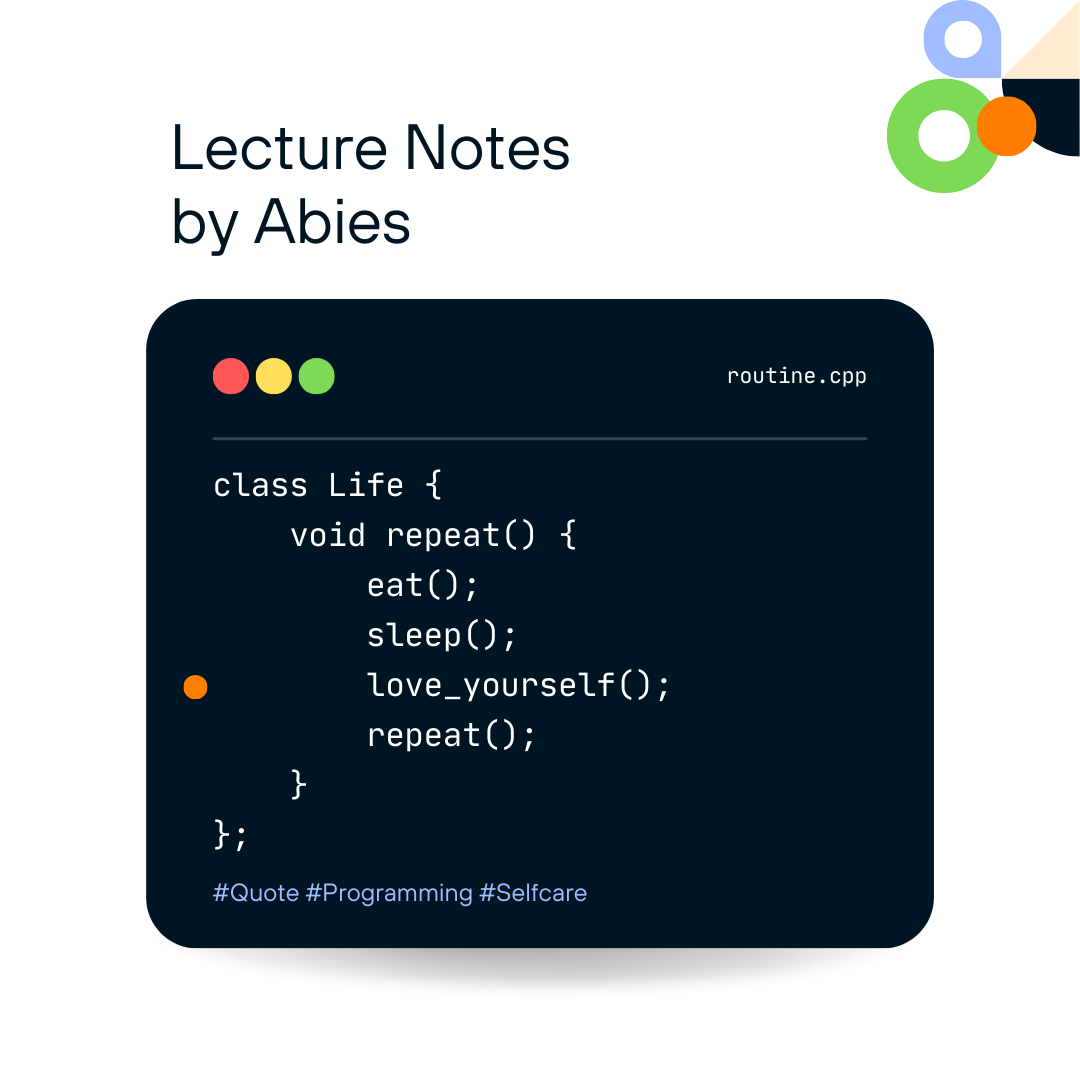 Lecture Notes
by Abies
routine.cpp
class Life {
    void repeat() {
        eat();
        sleep();
        love_yourself();
        repeat();
    }
};
#Quote #Programming #Selfcare